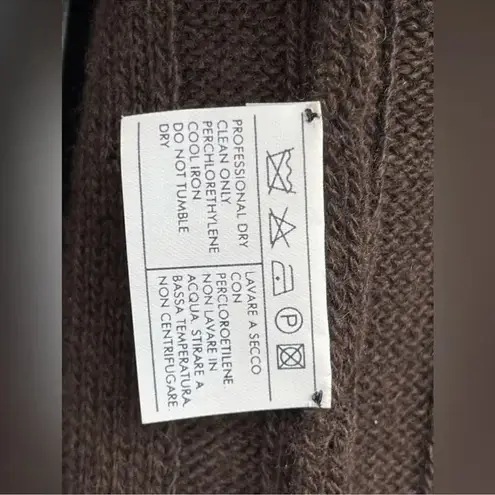 PROFESSIONAL DRY
CLEAN ONLY
PERCHLORETHYLENE
COOL IRON
DO NOT TUMBLE
DRY
LAVARE A SECCO
CON
PERCLOROETILENE.
NON LAVARE IN
ACQUA. STIRARE A
BASSA TEMPERATURA.
NON CENTRIFUGARE
P